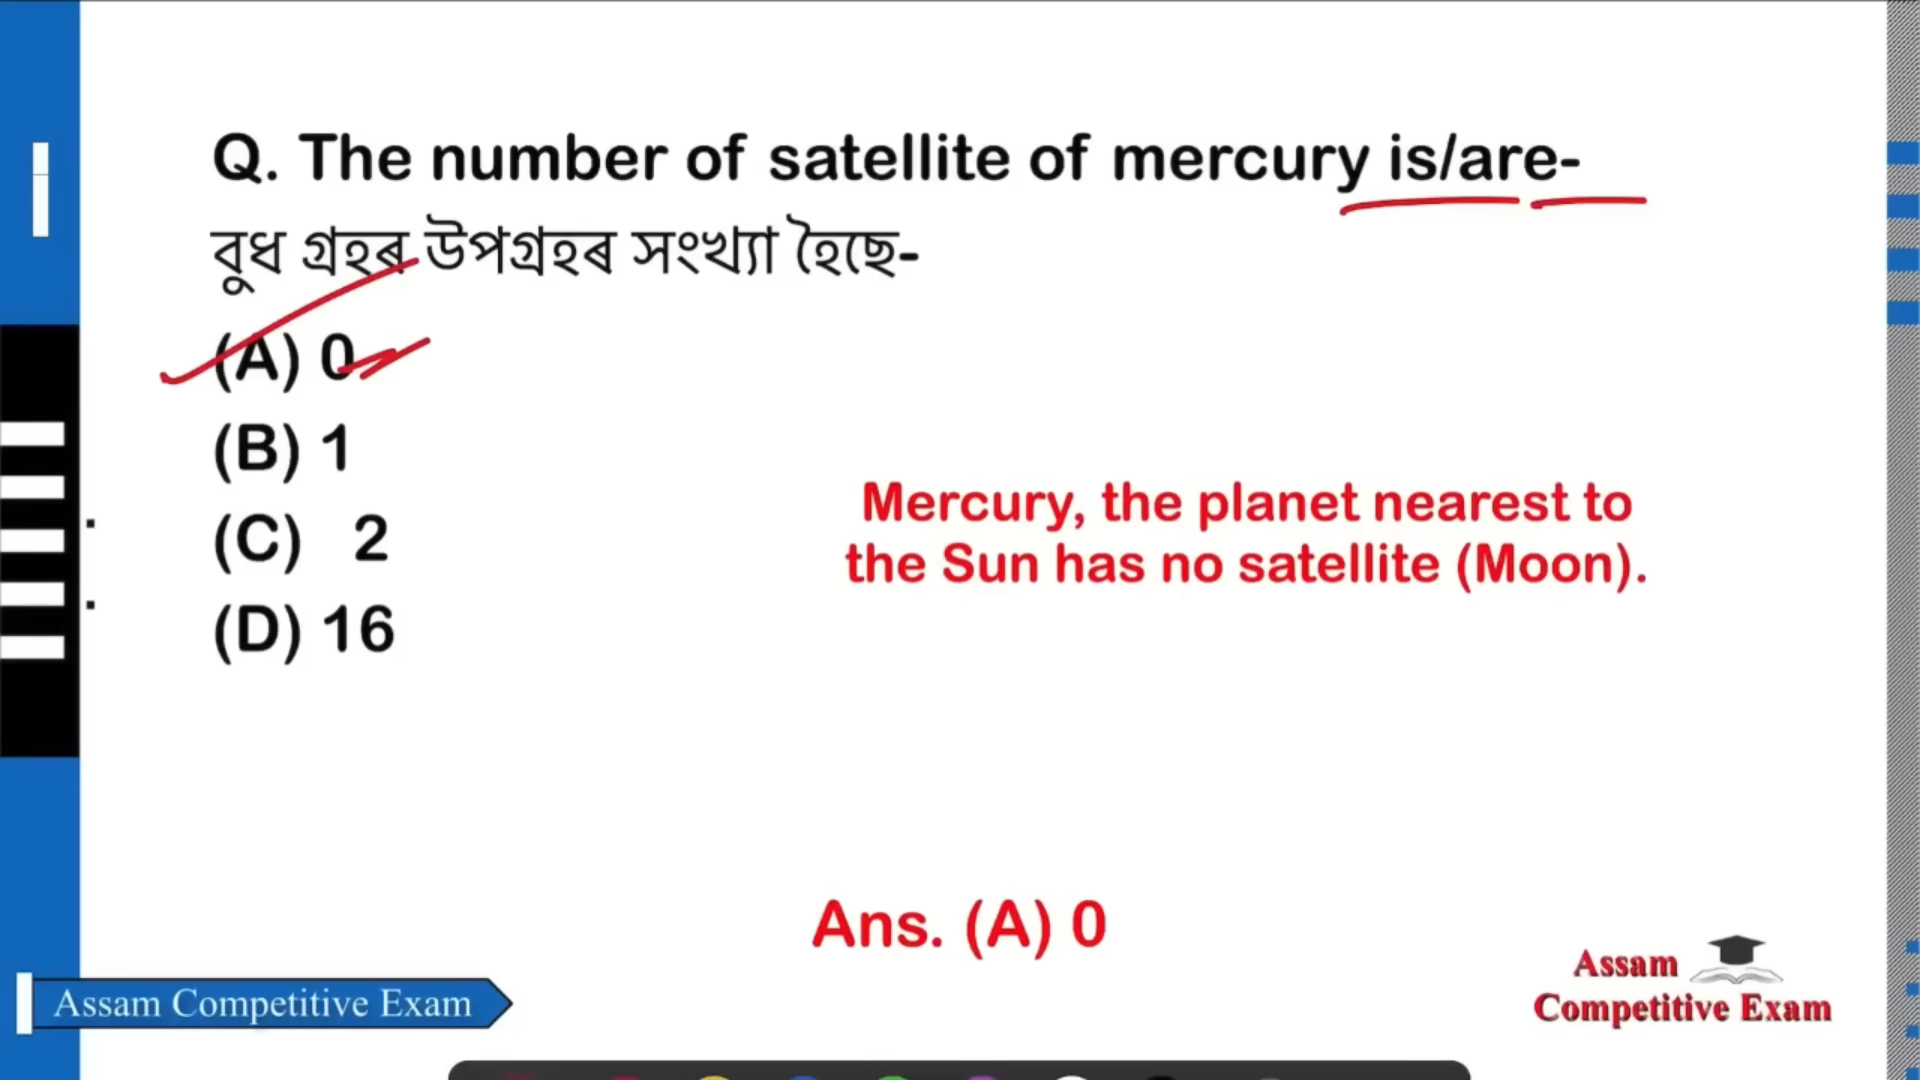 Q. The number of satellite of mercury is/are-
বুধ গ্ৰহৰ উপগ্ৰহৰ সংখ্যা হৈছে-
(A) 0
(B) 1
(C) 2
(D) 16
Mercury, the planet nearest to
the Sun has no satellite (Moon).
Ans. (A) 0
Assam Competitive Exam
Assam
Competitive Exam